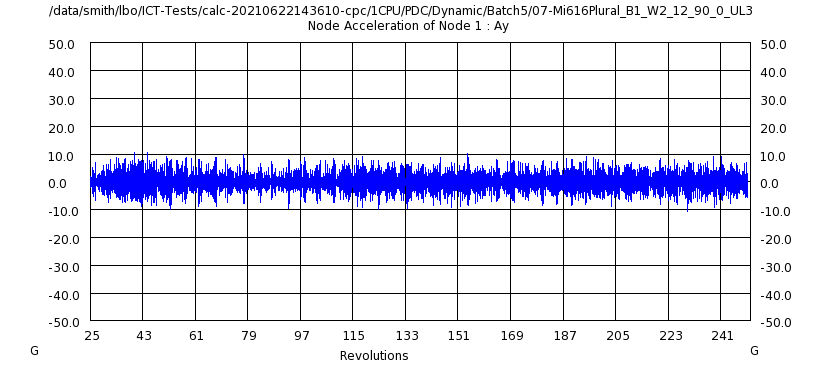 /data/smith/lbo/ICT-Tests/calc-20210622143610-cpc/1CPU/PDC/Dynamic/Batch5/07-Mi616Plural_B1_W2_12_90_0_UL3
Node Acceleration of Node 1 : Ay
50.0 50.0
40.0 40.0
30.0 30.0
20.0 20.0
10.0 10.0
0.0 0.0
-10.0 -10.0
-20.0 -20.0
-30.0 -30.0
-40.0 -40.0
-50.0 -50.0
25 43 61 79 97 115 133 151 169 187 205 223 241
G G
Revolutions